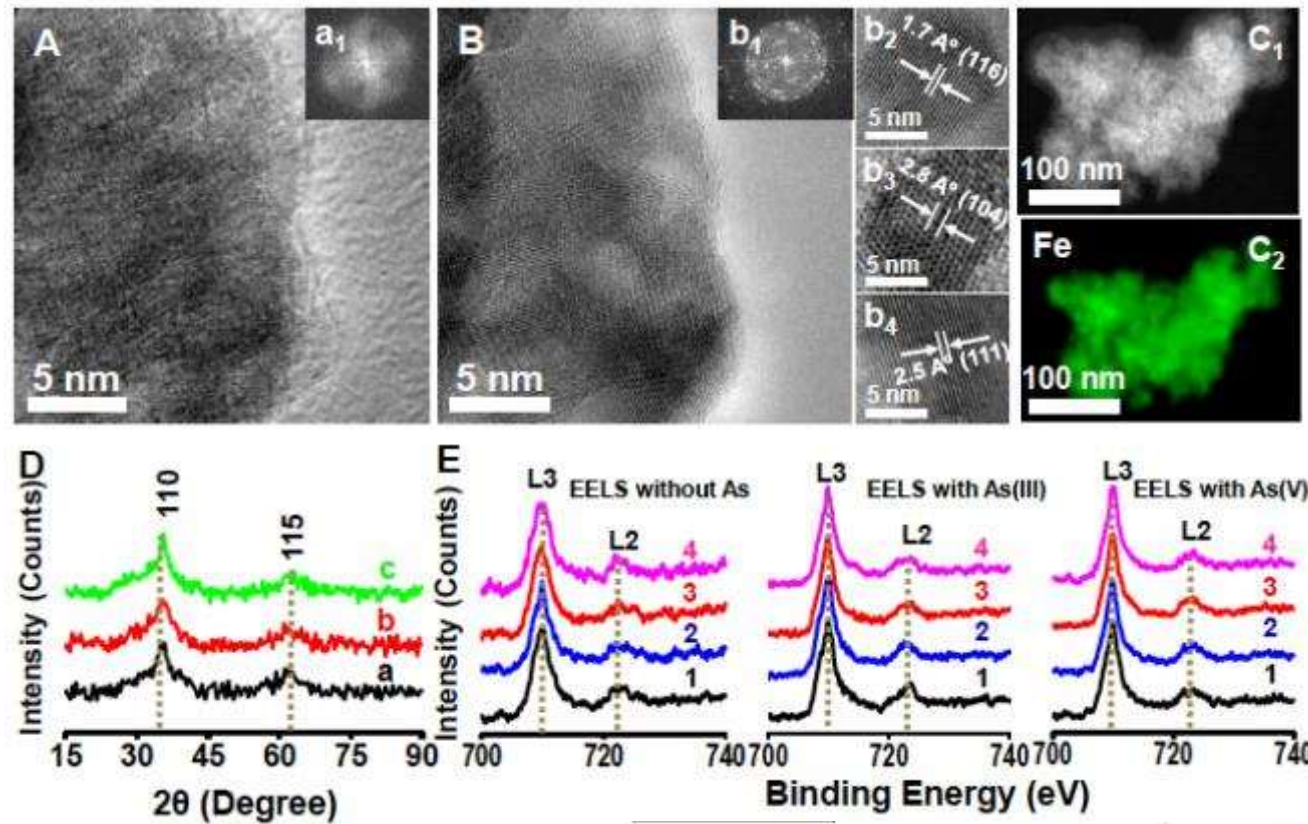 A
a1
B
b1
b2
1.7 Aº (116)
5 nm
b3
2.8 Aº (104)
5 nm
b4
2.5 Aº (111)
5 nm
C1
100 nm
Fe
C2
100 nm
5 nm
5 nm
D
Intensity (Counts)
110
115
c
b
a
15 30 45 60 75 90
2θ (Degree)
E
Intensity (Counts)
L3
EELS without As
L2
4
3
2
1
700 720 740
L3
EELS with As(III)
L2
4
3
2
1
700 720 740
L3
EELS with As(V)
L2
4
3
2
1
700 720 740
Binding Energy (eV)